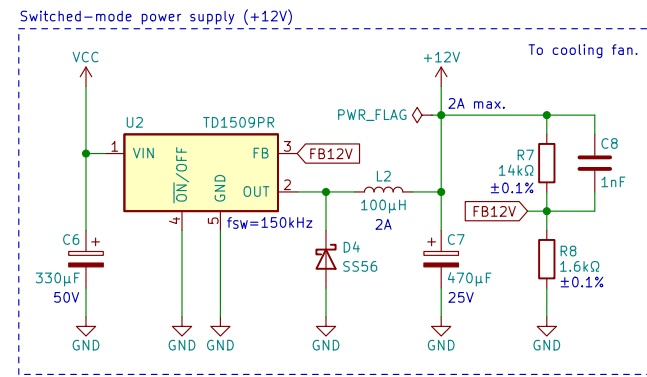 Switched-mode power supply (+12V)
To cooling fan.
VCC
+12V
PWR_FLAG
2A max.
U2
TD1509PR
1
VIN
FB
3
FB12V
ON/OFF
GND
OUT
2
4
5
fsw=150kHz
L2
100µH
2A
R7
14kΩ
±0.1%
C8
1nF
FB12V
R8
1.6kΩ
±0.1%
C6
+
330µF
50V
D4
SS56
C7
+
470µF
25V
GND
GND
GND
GND
GND
GND